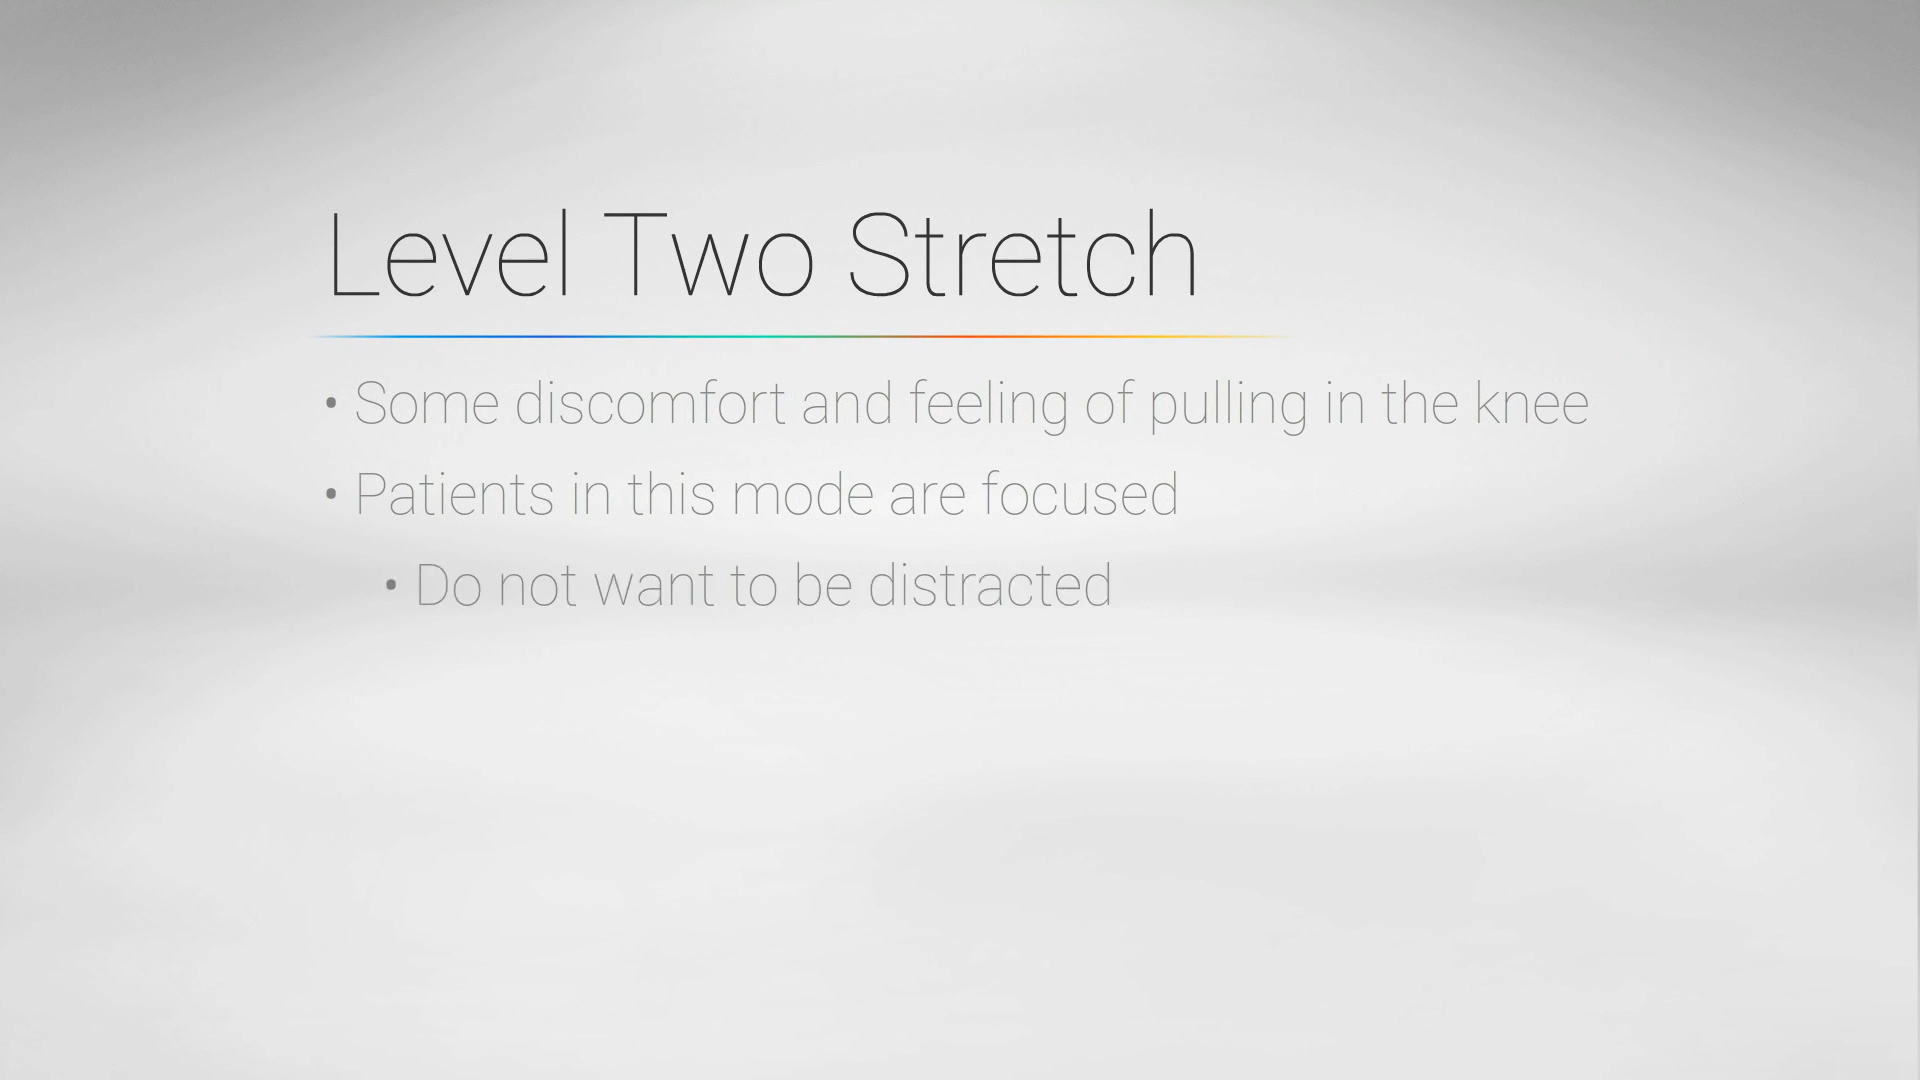 Level Two Stretch
• Some discomfort and feeling of pulling in the knee
• Patients in this mode are focused
• Do not want to be distracted